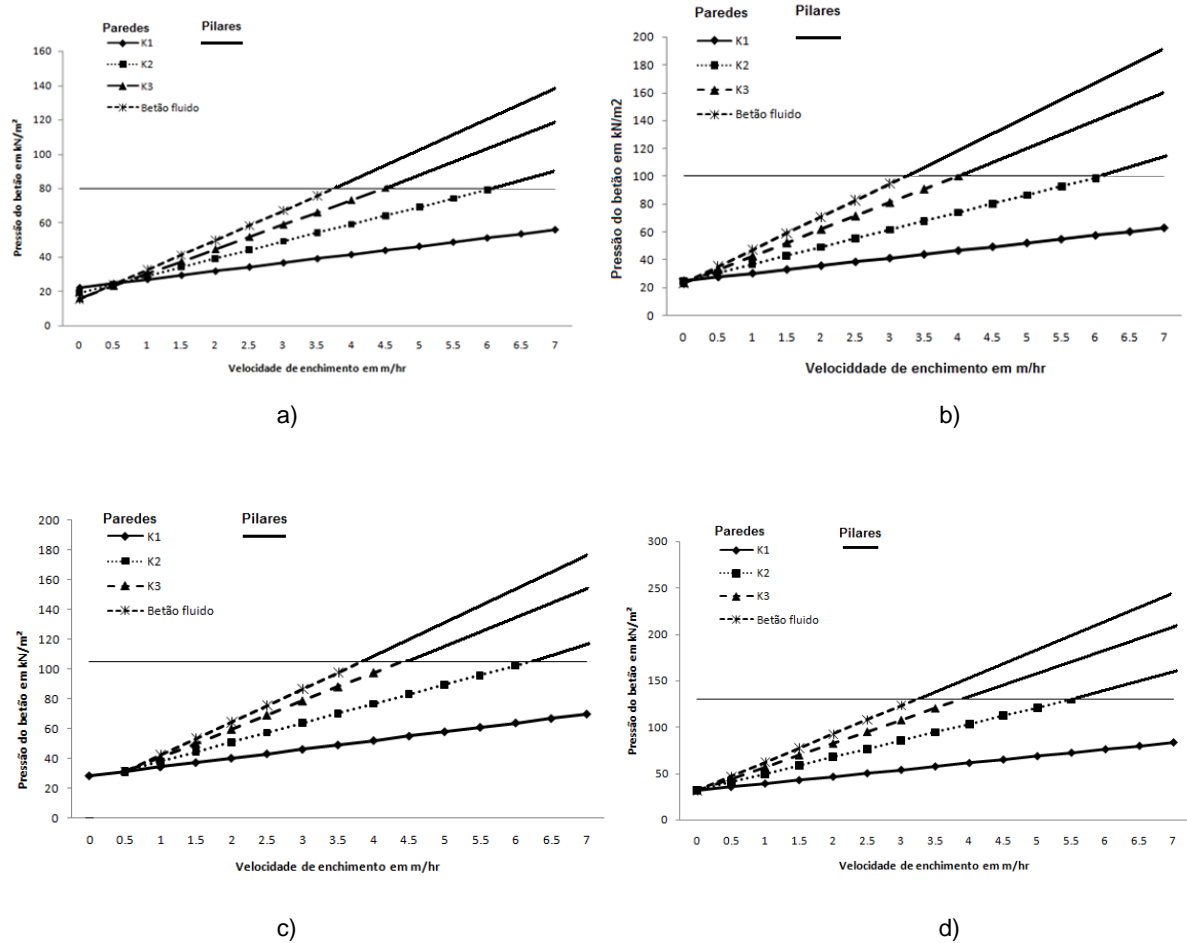 Paredes Pilares
K1
K2
K3
Betão fluido
Pressão do betão em kN/m²
160
140
120
100
80
60
40
20
0
0 0.5 1 1.5 2 2.5 3 3.5 4 4.5 5 5.5 6 6.5 7
Velocidade de enchimento em m/hr
a)
Paredes Pilares
K1
K2
K3
Betão fluido
Pressão do betão em kN/m2
200
180
160
140
120
100
80
60
40
20
0
0 0.5 1 1.5 2 2.5 3 3.5 4 4.5 5 5.5 6 6.5 7
Velociddade de enchimento em m/hr
b)
Paredes Pilares
K1
K2
K3
Betão fluido
Pressão do betão em kN/m²
200
180
160
140
120
100
80
60
40
20
0
0 0.5 1 1.5 2 2.5 3 3.5 4 4.5 5 5.5 6 6.5 7
Velocidade de enchimento em m/hr
c)
Paredes Pilares
K1
K2
K3
Betão fluido
Pressão do betão em kN/m²
300
250
200
150
100
50
0
0 0.5 1 1.5 2 2.5 3 3.5 4 4.5 5 5.5 6 6.5 7
Velocidade de enchimento em m/hr
d)